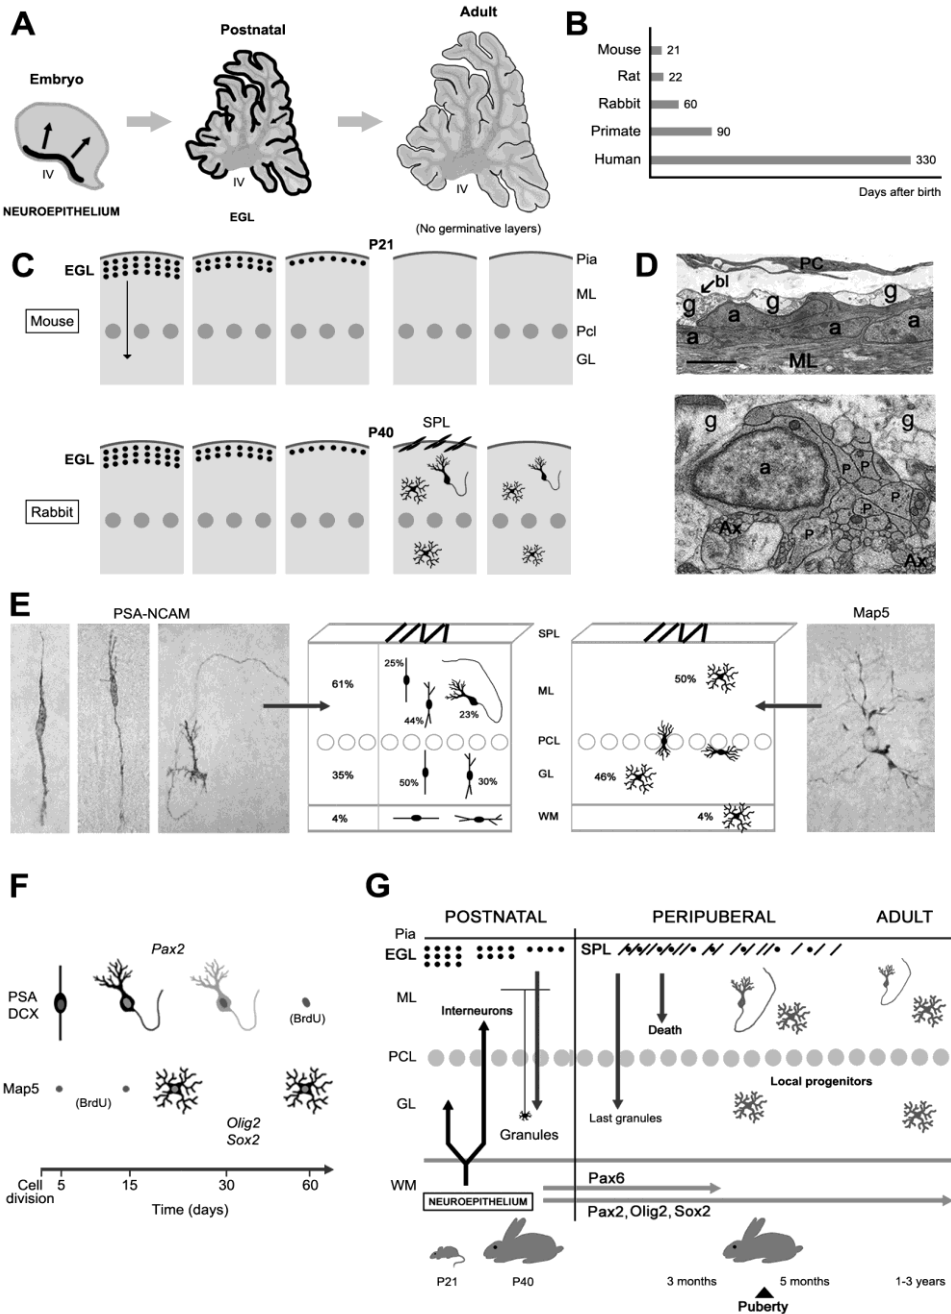 A
Embryo
IV
NEUROEPITHELIUM
Postnatal
IV
EGL
Adult
IV
(No germinative layers)
B
Mouse 21
Rat 22
Rabbit 60
Primate 90
Human 330
Days after birth
C
P21
EGL
Pia
ML
Mouse
Pcl
GL
P40
SPL
EGL
Rabbit
D
PC
bl
g g g
a a a a
ML
g g
a
P P
P
P
Ax
Ax
E
PSA-NCAM
Map5
SPL
61%
25%
44%
23%
ML
50%
PCL
35%
50%
30%
GL
46%
4%
WM
4%
F
Pax2
PSA
DCX
(BrdU)
Map5
(BrdU)
Olig2
Sox2
Cell
division
5 15 30 60
Time (days)
G
POSTNATAL PERIPUBERAL ADULT
Pia
EGL
SPL
ML
Interneurons
Death
PCL
Local progenitors
GL
Granules
Last granules
WM
NEUROEPITHELIUM
Pax6
Pax2, Olig2, Sox2
P21 P40 3 months 5 months 1-3 years
Puberty